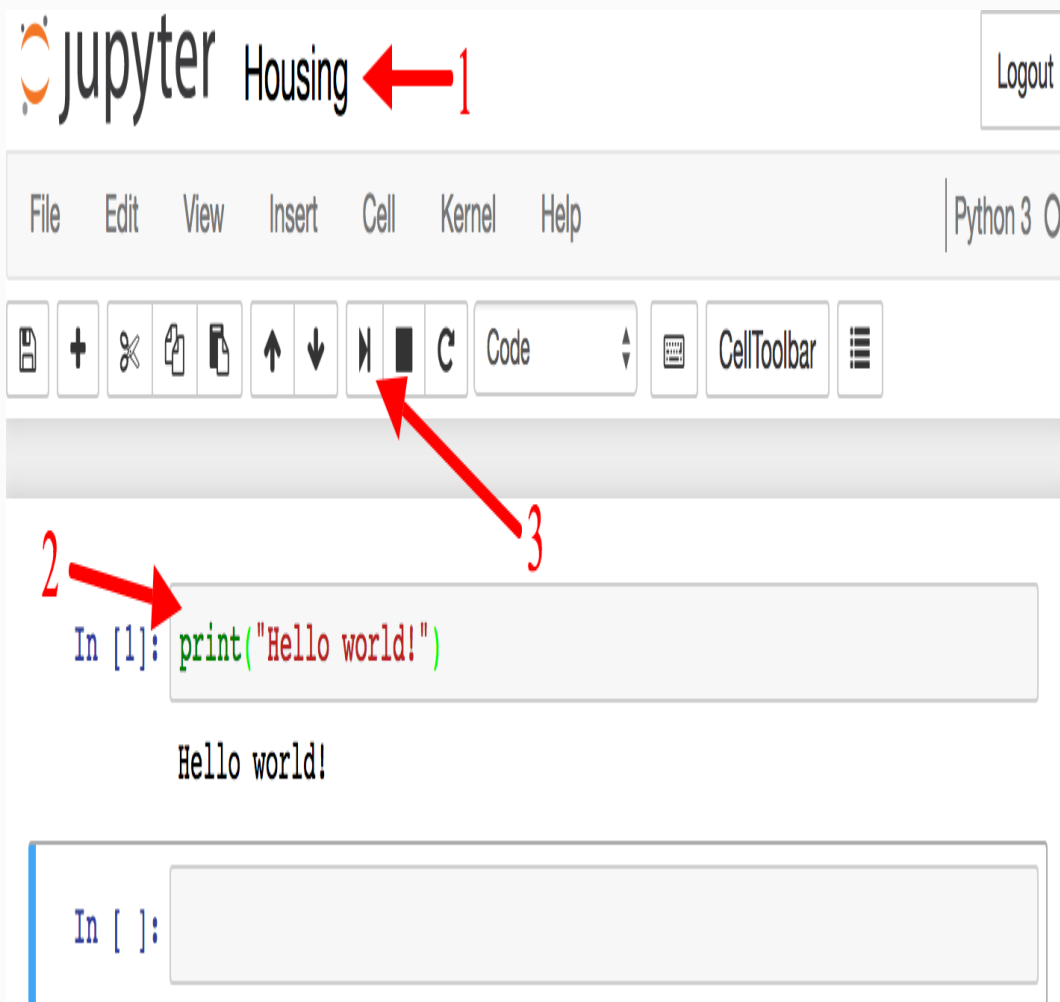 jupyter Housing 1 Logout
File Edit View Insert Cell Kernel Help Python 3
Code CellToolbar
3
2
In [1]: print("Hello world!")
Hello world!
In [ ]: